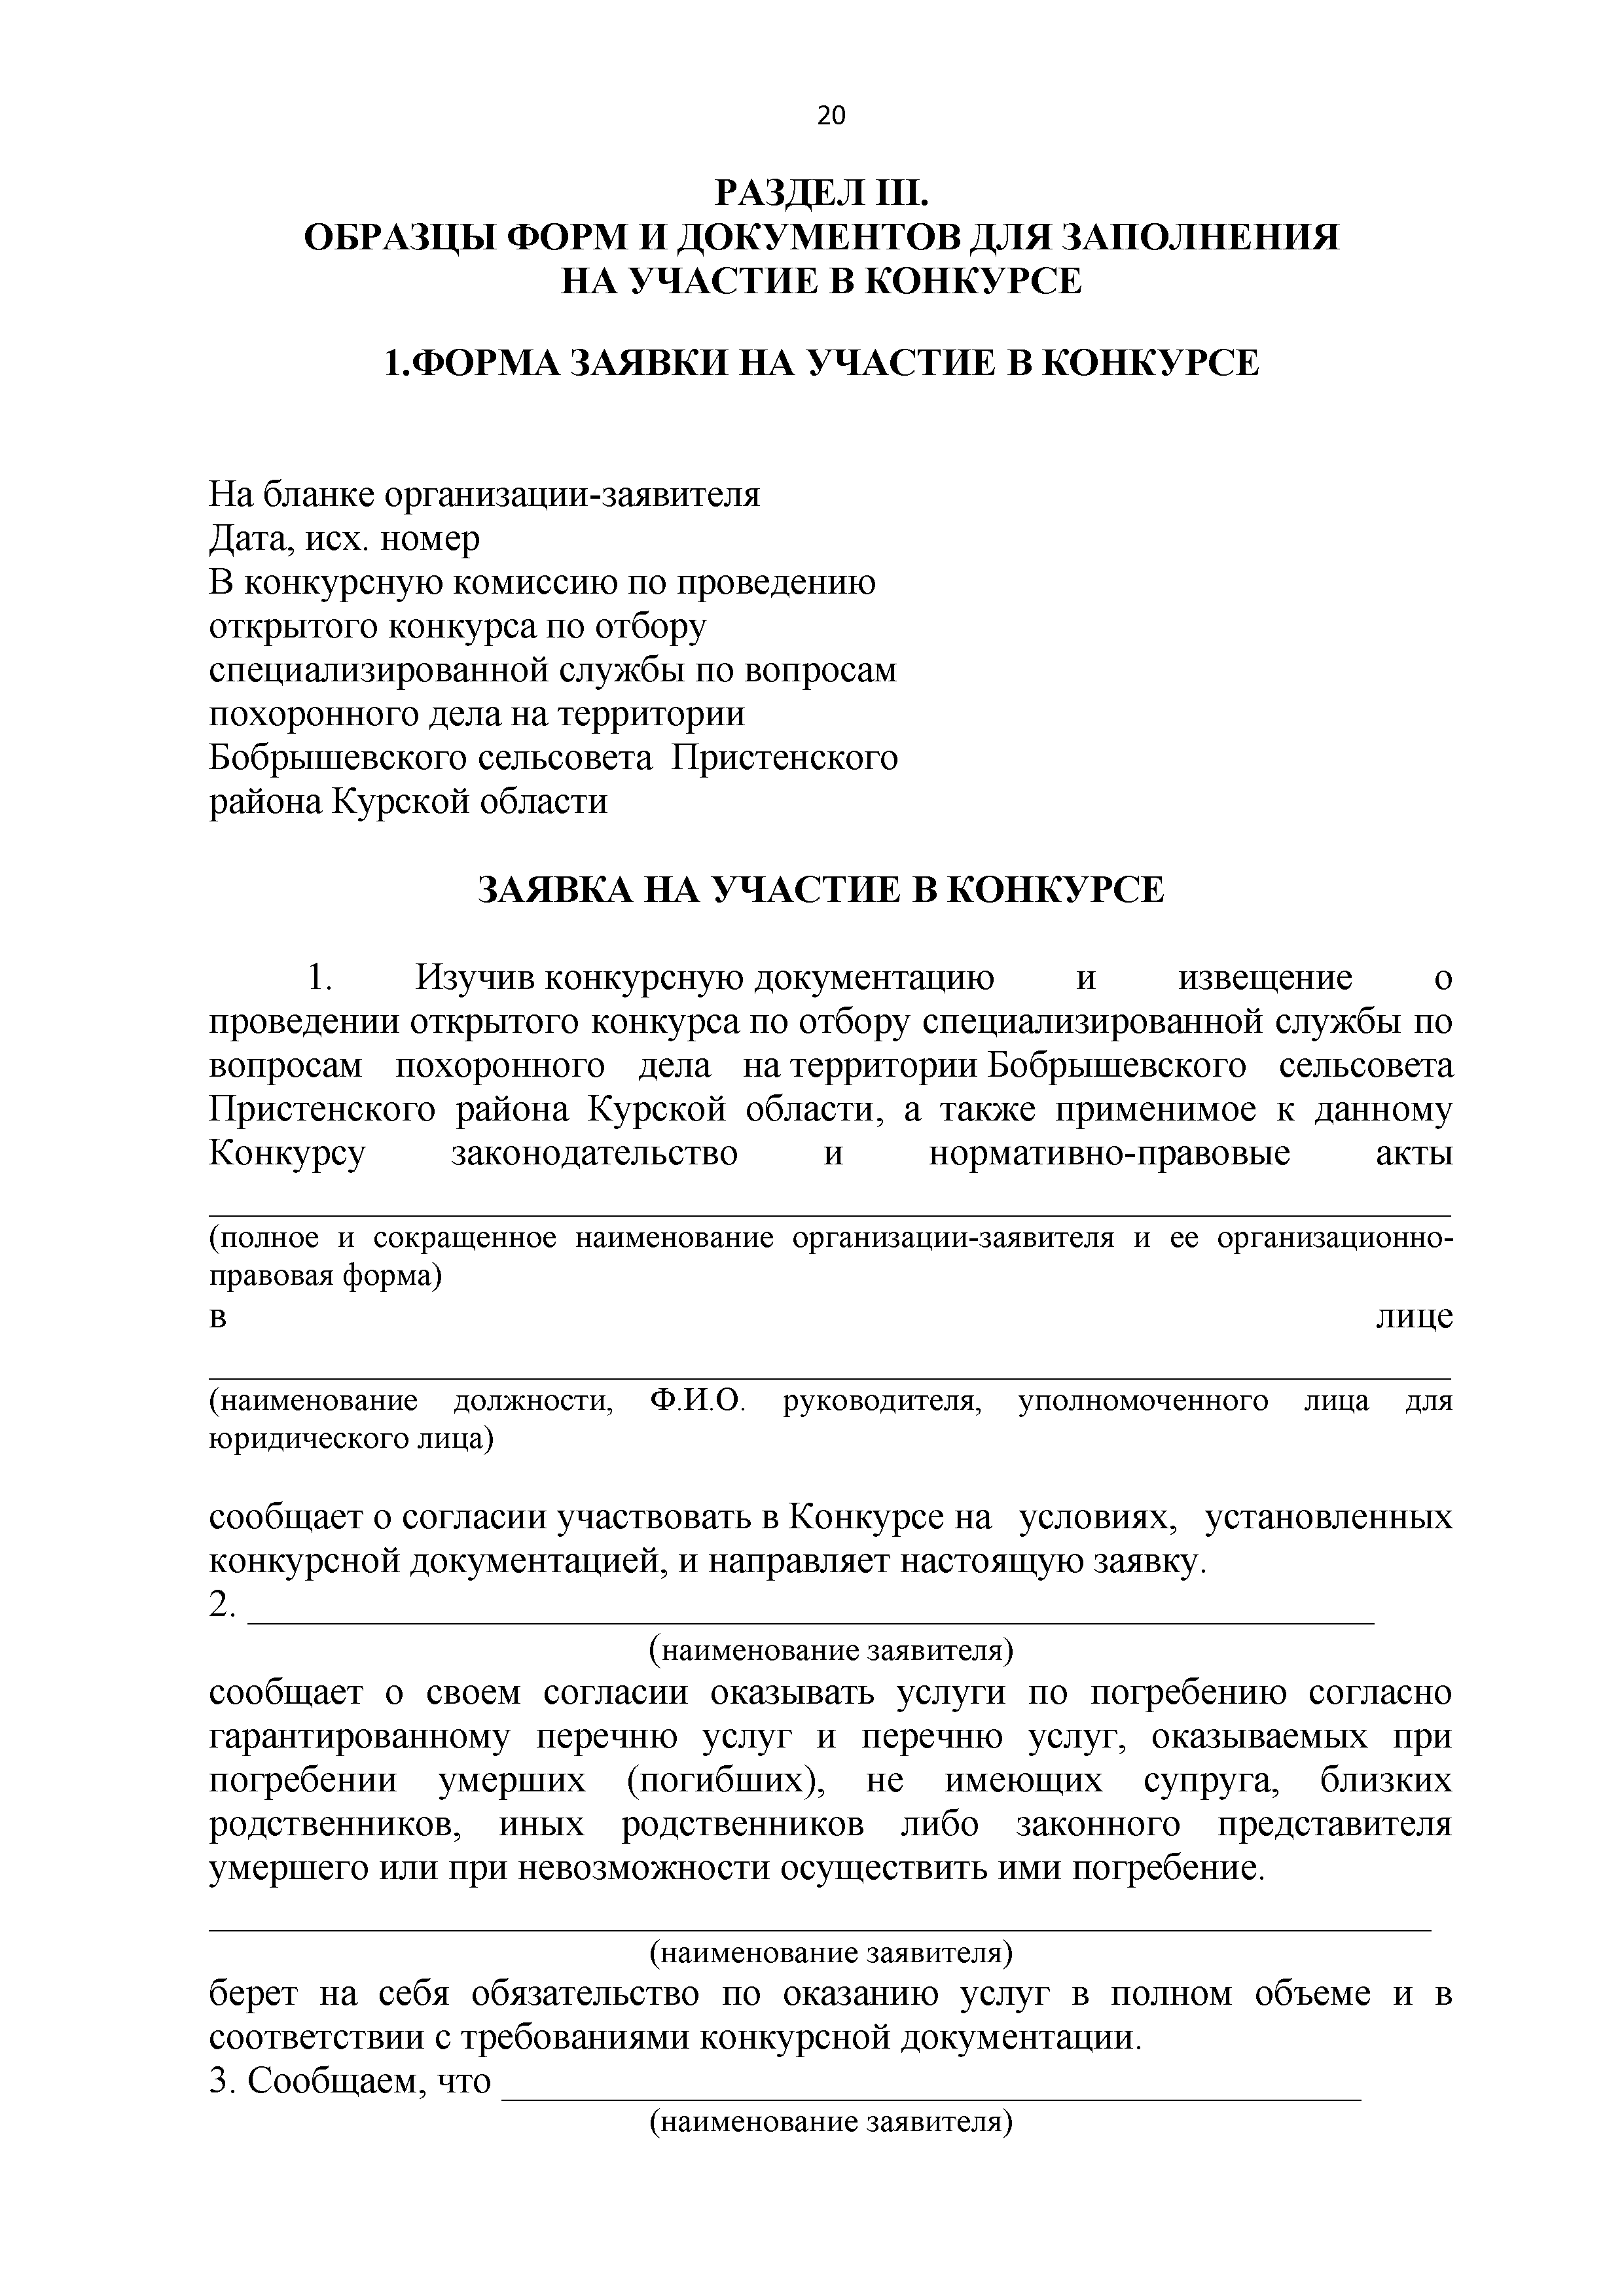 20
РАЗДЕЛ III.
ОБРАЗЦЫ ФОРМ И ДОКУМЕНТОВ ДЛЯ ЗАПОЛНЕНИЯ
НА УЧАСТИЕ В КОНКУРСЕ
1.ФОРМА ЗАЯВКИ НА УЧАСТИЕ В КОНКУРСЕ
На бланке организации-заявителя
Дата, исх. номер
В конкурсную комиссию по проведению
открытого конкурса по отбору
специализированной службы по вопросам
похоронного дела на территории
Бобрышевского сельсовета Пристенского
района Курской области
ЗАЯВКА НА УЧАСТИЕ В КОНКУРСЕ
1. Изучив конкурсную документацию и извещение о
проведении открытого конкурса по отбору специализированной службы по
вопросам похоронного дела на территории Бобрышевского сельсовета
Пристенского района Курской области, а также применимое к данному
Конкурсу законодательство и нормативно-правовые акты
(полное и сокращенное наименование организации-заявителя и ее организационно-
правовая форма)
в лице
(наименование должности, Ф.И.О. руководителя, уполномоченного лица для
юридического лица)
сообщает о согласии участвовать в Конкурсе на условиях, установленных
конкурсной документацией, и направляет настоящую заявку.
2. ____________________
(наименование заявителя)
сообщает о своем согласии оказывать услуги по погребению согласно
гарантированному перечню услуг и перечню услуг, оказываемых при
погребении умерших (погибших), не имеющих супруга, близких
родственников, иных родственников либо законного представителя
умершего или при невозможности осуществить ими погребение.
(наименование заявителя)
берет на себя обязательство по оказанию услуг в полном объеме и в
соответствии с требованиями конкурсной документации.
3. Сообщаем, что ____________________
(наименование заявителя)